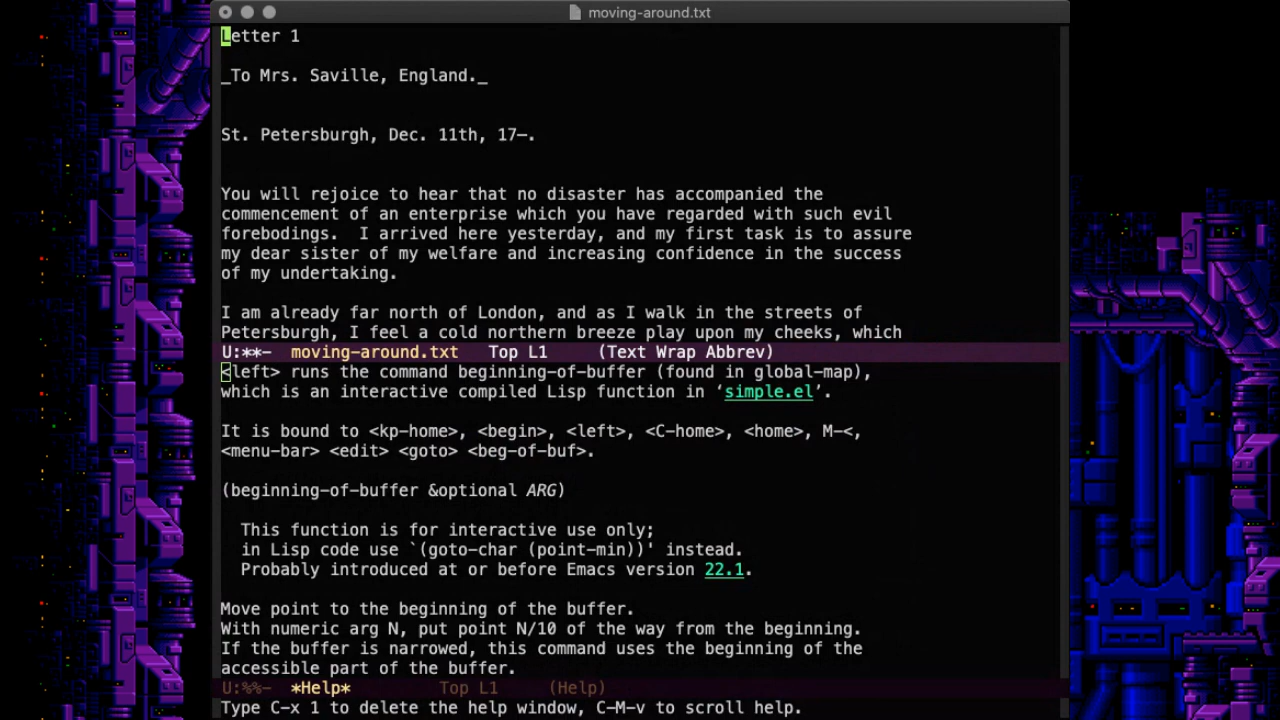 moving-around.txt
Letter 1
_To Mrs. Saville, England._
St. Petersburgh, Dec. 11th, 17—.
You will rejoice to hear that no disaster has accompanied the
commencement of an enterprise which you have regarded with such evil
forebodings.  I arrived here yesterday, and my first task is to assure
my dear sister of my welfare and increasing confidence in the success
of my undertaking.
I am already far north of London, and as I walk in the streets of
Petersburgh, I feel a cold northern breeze play upon my cheeks, which
U:**-  moving-around.txt   Top L1     (Text Wrap Abbrev)
<left> runs the command beginning-of-buffer (found in global-map),
which is an interactive compiled Lisp function in ‘simple.el’.
It is bound to <kp-home>, <begin>, <left>, <C-home>, <home>, M-<,
<menu-bar> <edit> <goto> <beg-of-buf>.
(beginning-of-buffer &optional ARG)
This function is for interactive use only;
in Lisp code use `(goto-char (point-min))' instead.
Probably introduced at or before Emacs version 22.1.
Move point to the beginning of the buffer.
With numeric arg N, put point N/10 of the way from the beginning.
If the buffer is narrowed, this command uses the beginning of the
accessible part of the buffer.
U:%%-  *Help*         Top L1     (Help)
Type C-x 1 to delete the help window, C-M-v to scroll help.